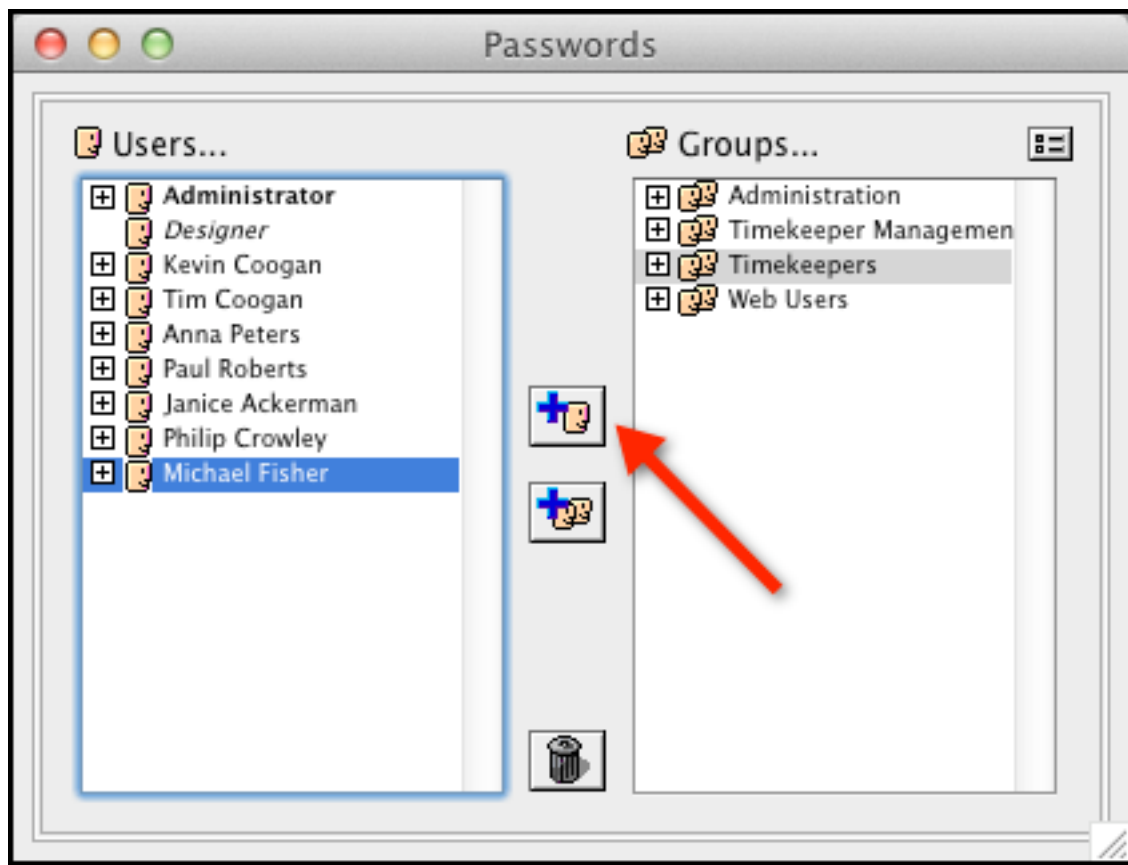 Passwords
Users...
Administrator
Designer
Kevin Coogan
Tim Coogan
Anna Peters
Paul Roberts
Janice Ackerman
Philip Crowley
Michael Fisher
Groups...
Administration
Timekeeper Managemen
Timekeepers
Web Users